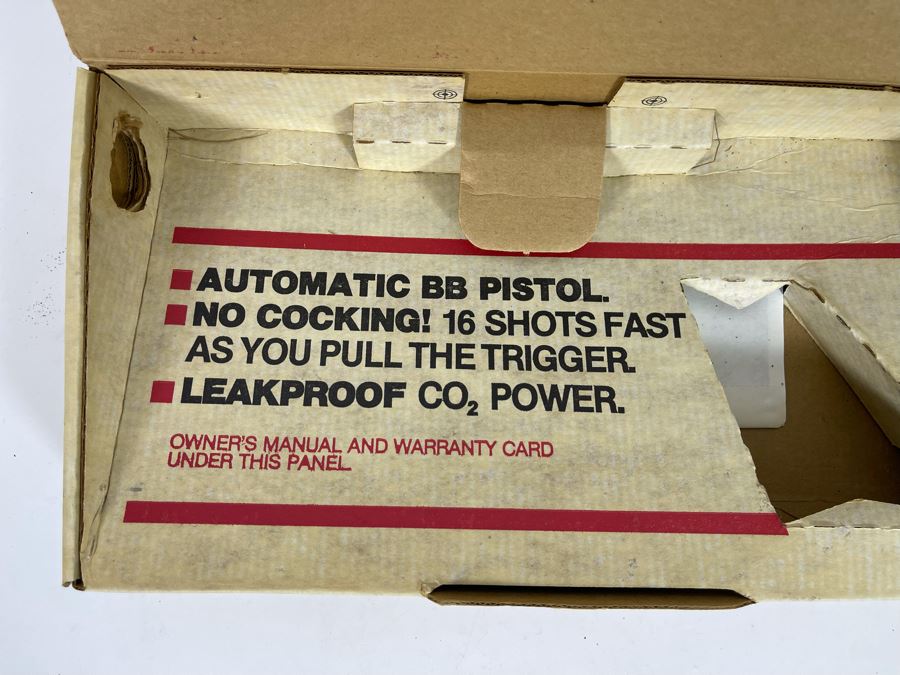 AUTOMATIC BB PISTOL.
NO COCKING! 16 SHOTS FAST
AS YOU PULL THE TRIGGER.
LEAKPROOF CO₂ POWER.
OWNER'S MANUAL AND WARRANTY CARD
UNDER THIS PANEL.